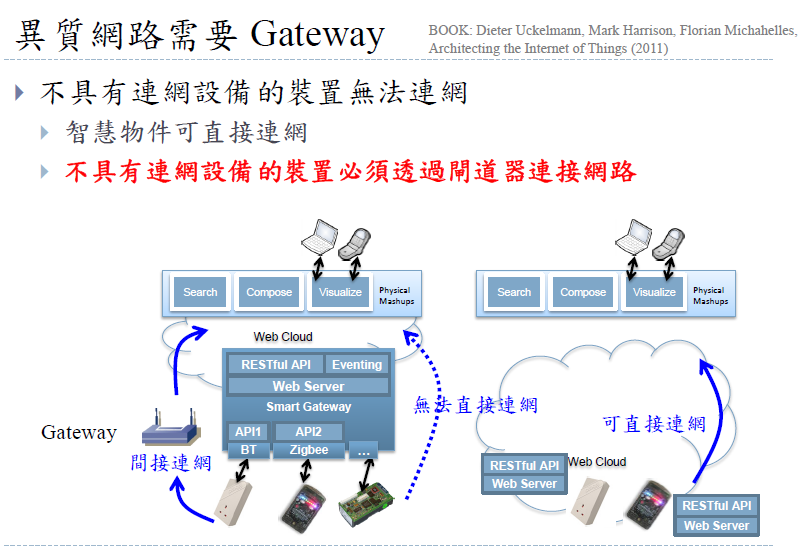 異質網路需要 Gateway
BOOK: Dieter Uckelmann, Mark Harrison, Florian Michahelles,
Architecting the Internet of Things (2011)
不具有連網設備的裝置無法連網
智慧物件可直接連網
不具有連網設備的裝置必須透過閘道器連接網路
Search
Compose
Visualize
Physical
Mashups
Web Cloud
RESTful API
Eventing
Web Server
Smart Gateway
API1
API2
BT
Zigbee
...
Gateway
間接連網
無法直接連網
Search
Compose
Visualize
Physical
Mashups
可直接連網
RESTful API
Web Server
Web Cloud
RESTful API
Web Server